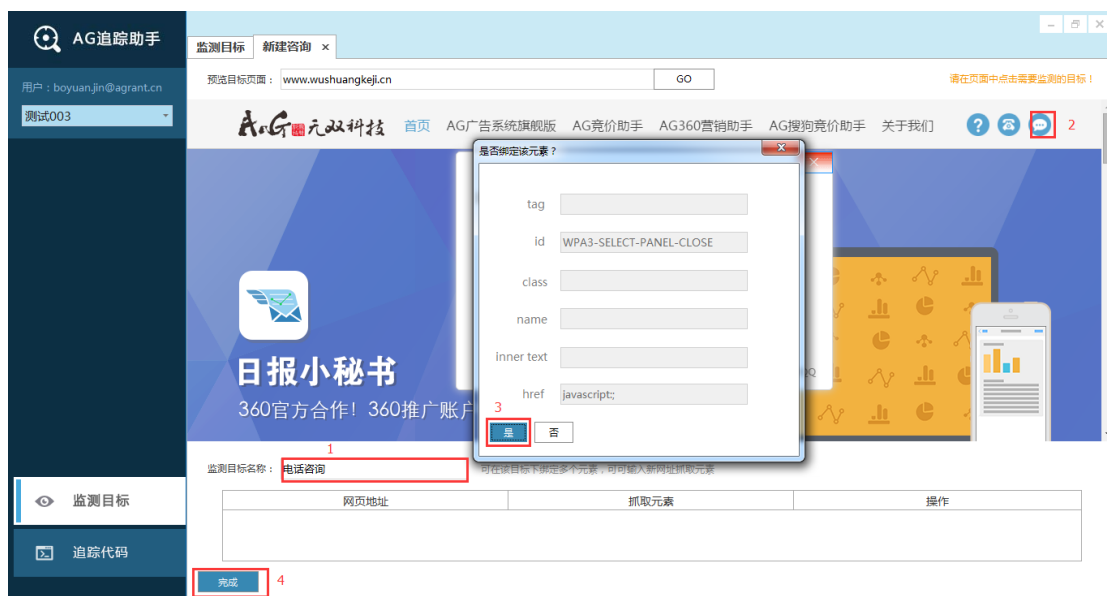 AG追踪助手
监测目标 新建咨询 ×
用户：boyuan.jin@agrant.cn
预览目标页面： www.wushuangkeji.cn GO 请在页面中点击需要监测的目标！
测试003
AG 元双科技 首页 AG广告系统旗舰版 AG竞价助手 AG360营销助手 AG搜狗竞价助手 关于我们 ? 2
是否绑定该元素？
tag
id WPA3-SELECT-PANEL-CLOSE
class
name
inner text
href javascript:;
3
是 否
日报小秘书
360官方合作！360推广账户
Q
1
监测目标名称： 电话咨询 可在该目标下绑定多个元素，可可输入新网址抓取元素
监测目标
网页地址 抓取元素 操作
追踪代码
完成 4